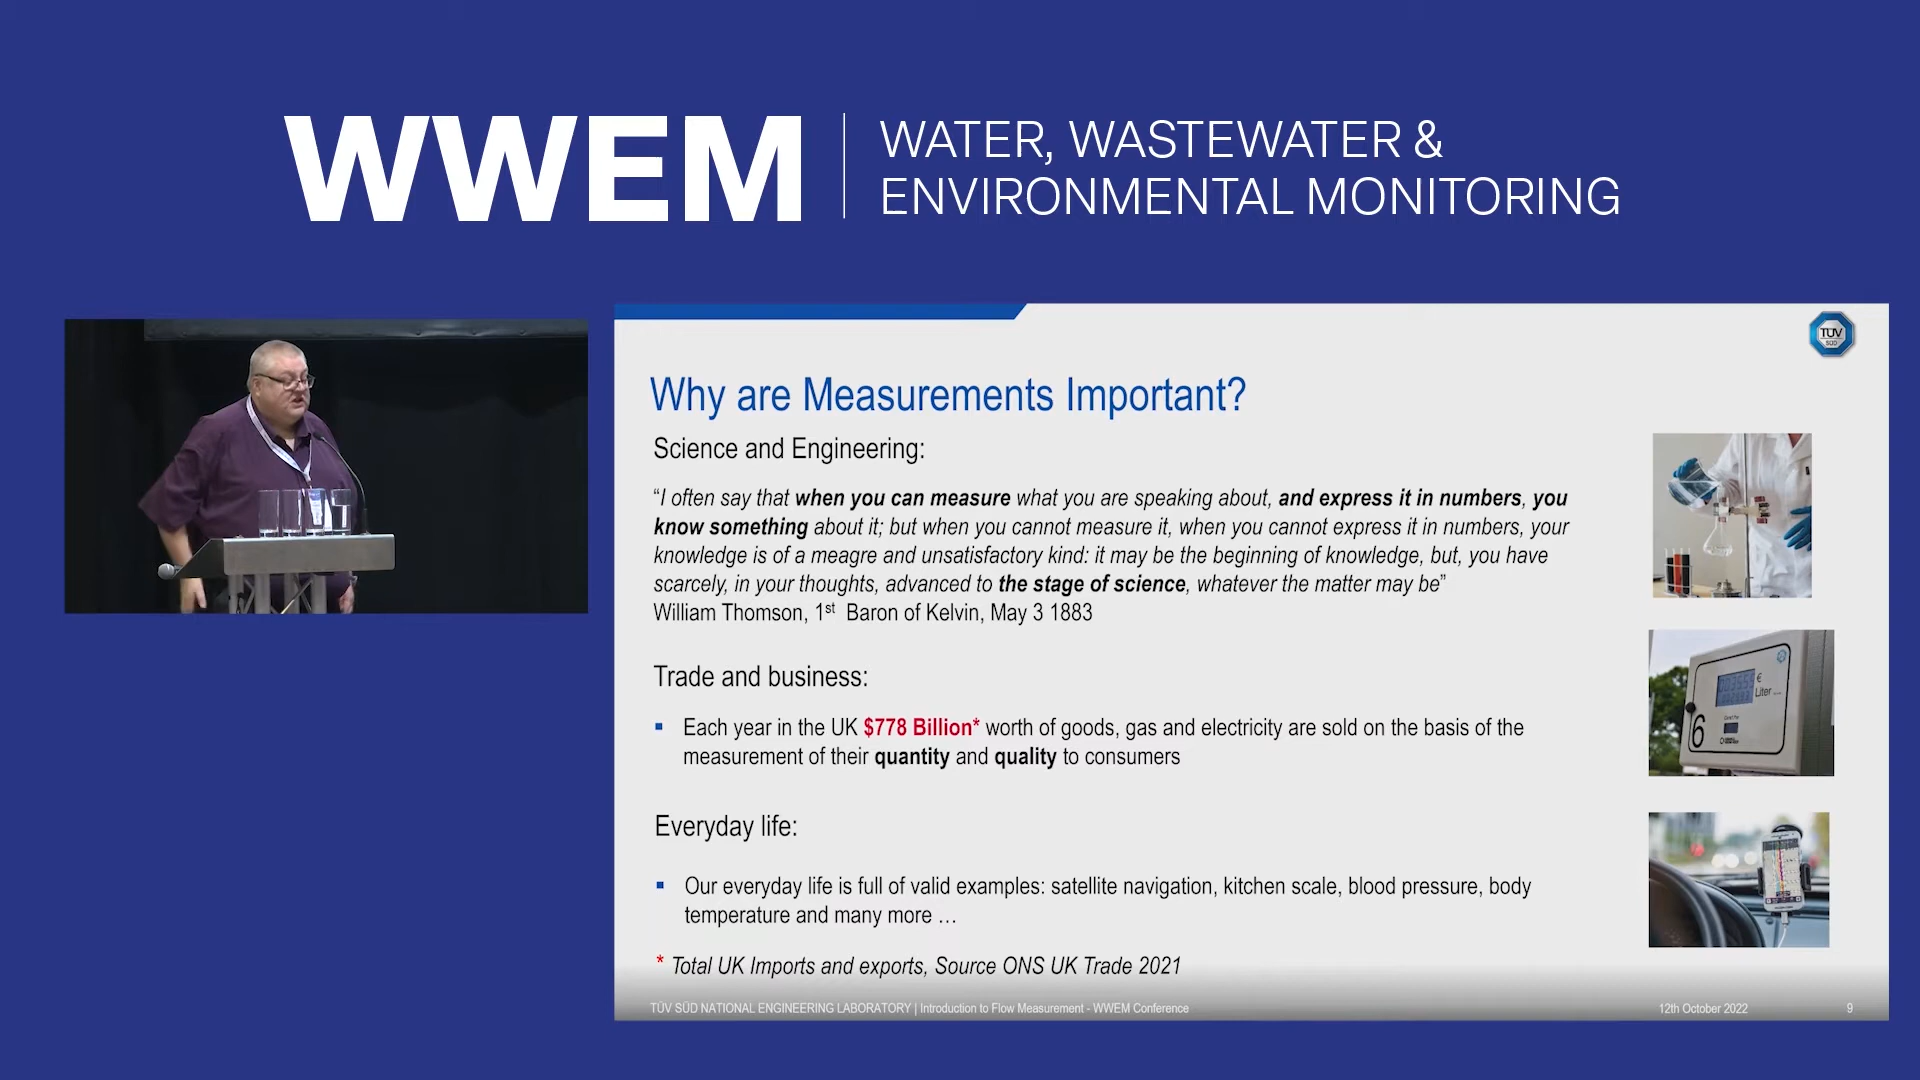 WWEM
WATER, WASTEWATER &
ENVIRONMENTAL MONITORING
TÜV
SÜD
Why are Measurements Important?
Science and Engineering:
“I often say that when you can measure what you are speaking about, and express it in numbers, you
know something about it; but when you cannot measure it, when you cannot express it in numbers, your
knowledge is of a meagre and unsatisfactory kind: it may be the beginning of knowledge, but, you have
scarcely, in your thoughts, advanced to the stage of science, whatever the matter may be”
William Thomson, 1st Baron of Kelvin, May 3 1883
Trade and business:
▪ Each year in the UK $778 Billion* worth of goods, gas and electricity are sold on the basis of the
measurement of their quantity and quality to consumers
€
Liter
6
Everyday life:
▪ Our everyday life is full of valid examples: satellite navigation, kitchen scale, blood pressure, body
temperature and many more …
* Total UK Imports and exports, Source ONS UK Trade 2021
TÜV SÜD NATIONAL ENGINEERING LABORATORY | Introduction to Flow Measurement - WWEM Conference
12th October 2022
9